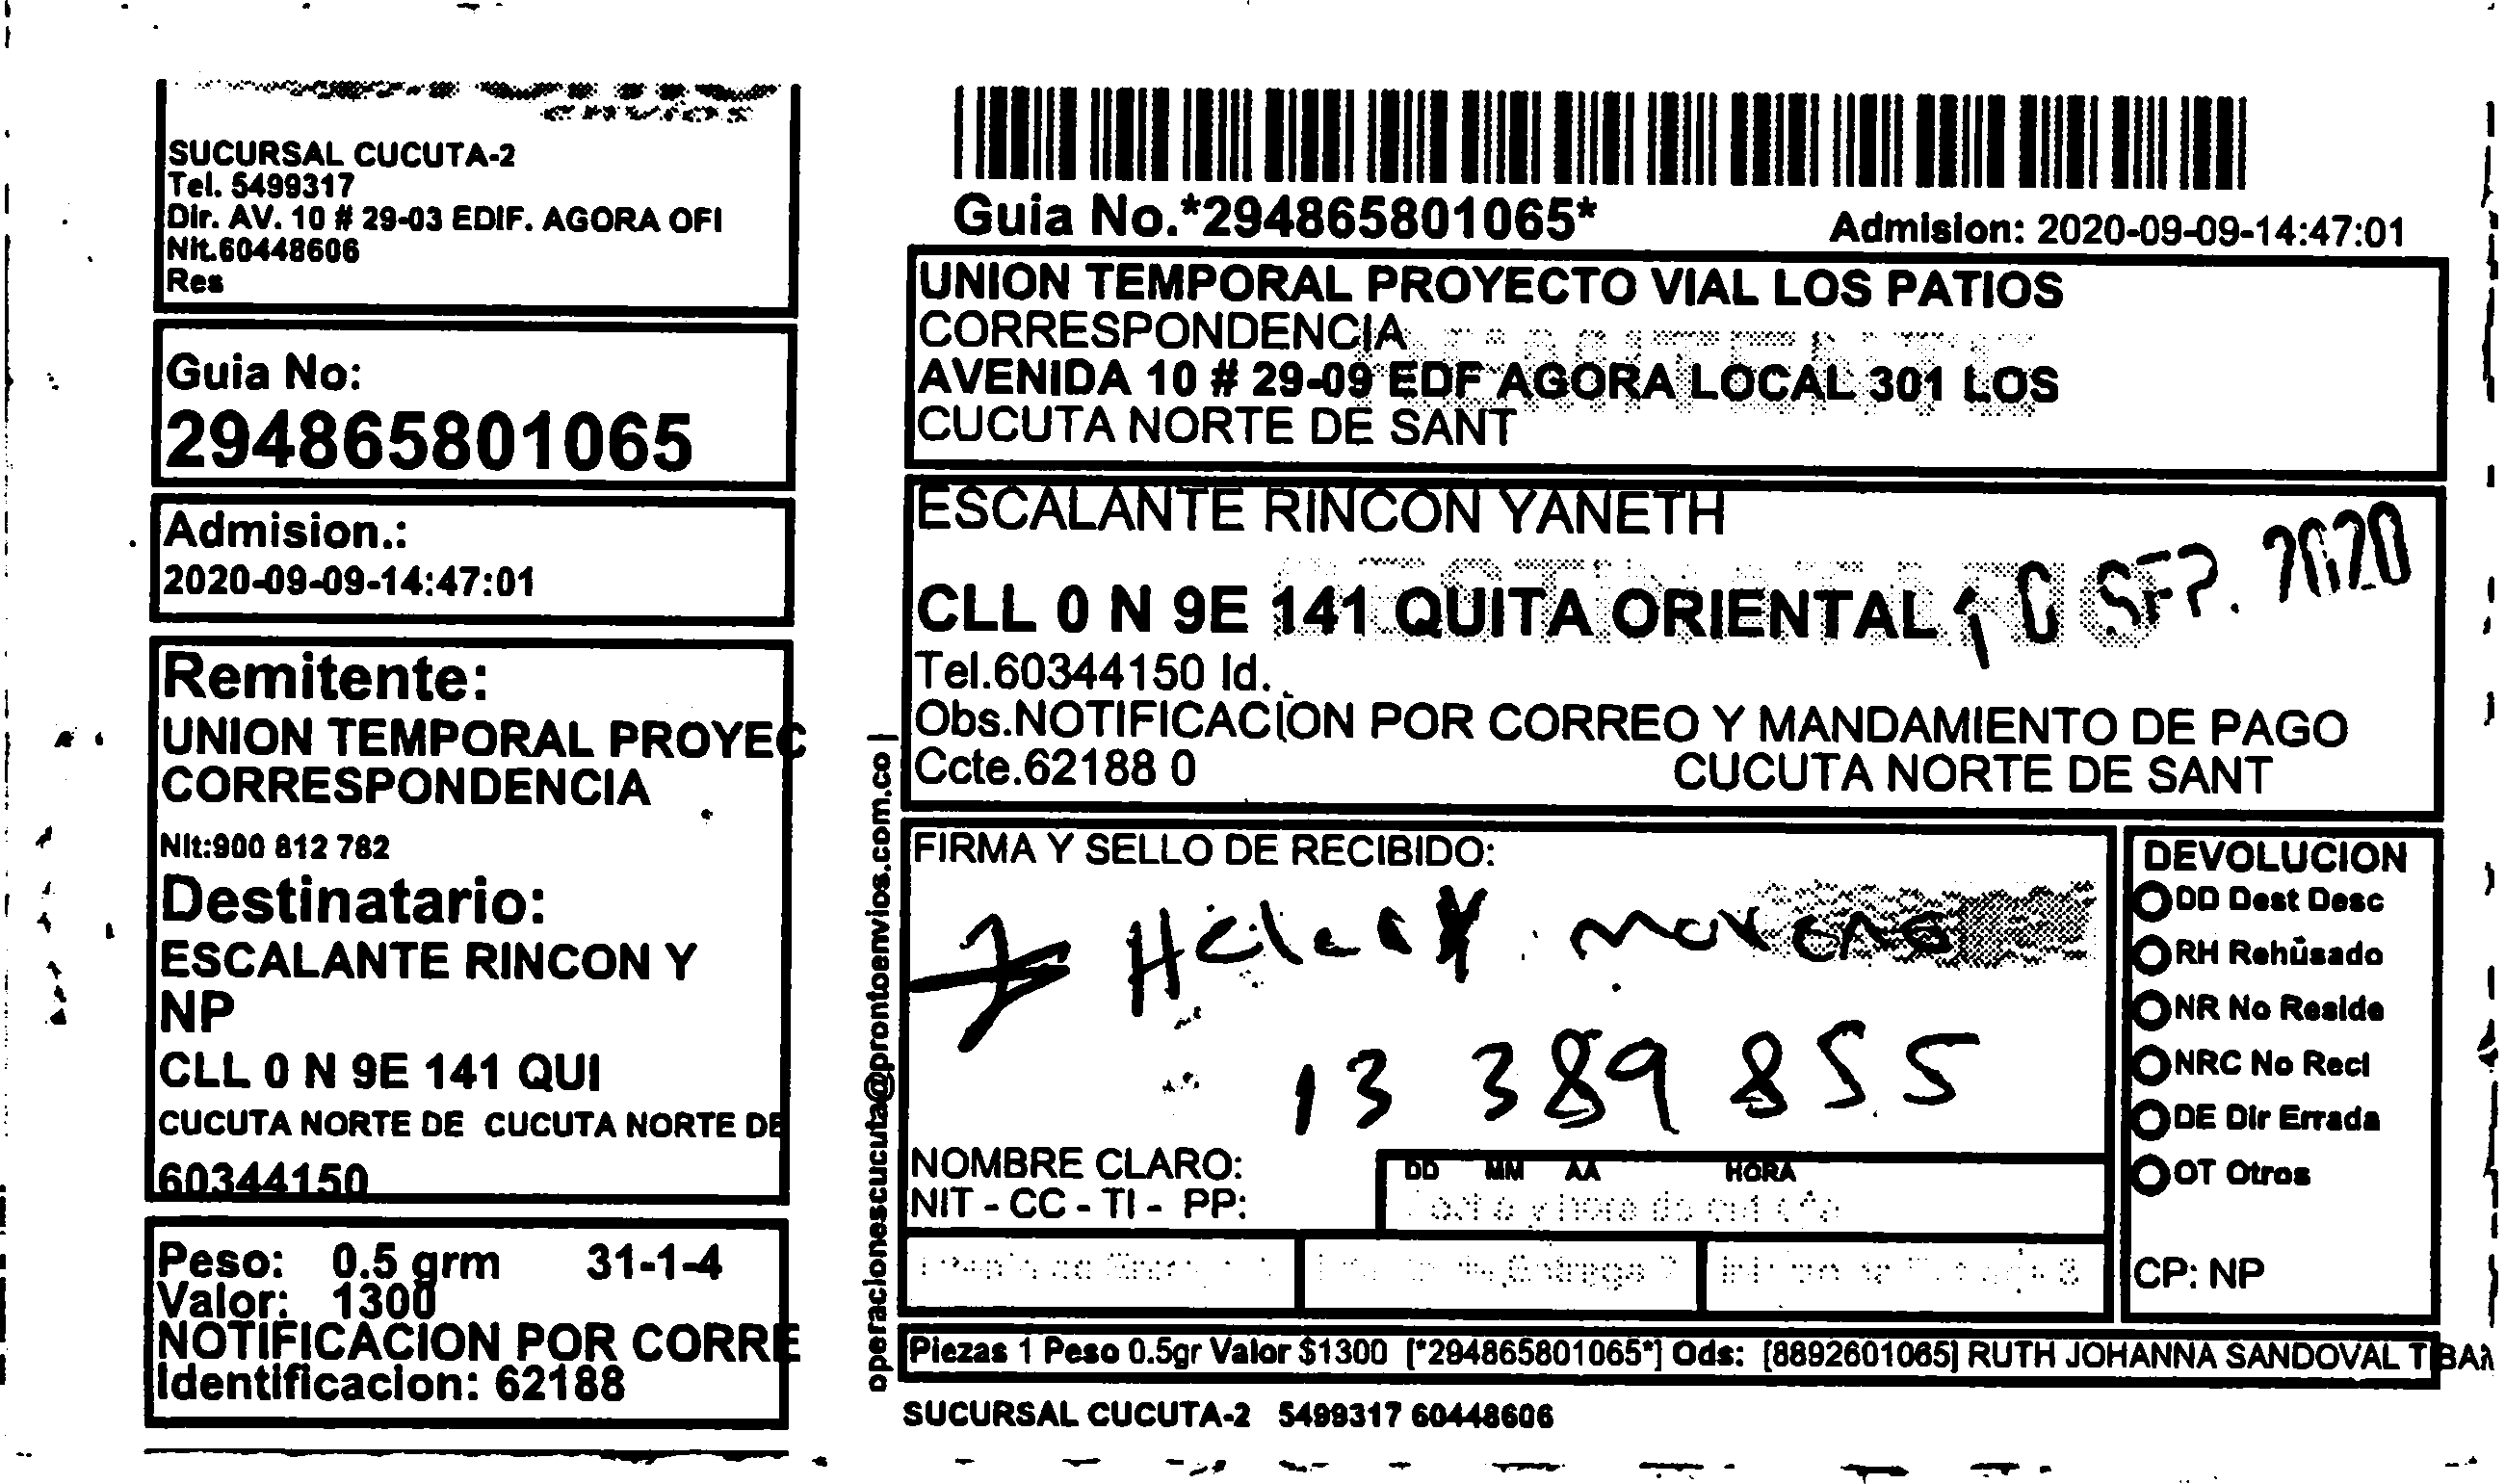 SUCURSAL CUCUTA-2
Tel. 5499317
Dir. AV. 10 # 29-03 EDIF. AGORA OFI
Nit.60448606
Res
Guia No:
294865801065
Admision.:
2020-09-09-14:47:01
Remitente:
UNION TEMPORAL PROYEC
CORRESPONDENCIA
Nit:900 812 782
Destinatario:
ESCALANTE RINCON Y
NP
CLL 0 N 9E 141 QUI
CUCUTA NORTE DE CUCUTA NORTE DE
60344150
Peso: 0.5 grm 31-1-4
Valor: 1300
NOTIFICACION POR CORRE
Identificacion: 62188
operacionescucuta@prontoenvios.com.co |
Guia No.*294865801065*
Admision: 2020-09-09-14:47:01
UNION TEMPORAL PROYECTO VIAL LOS PATIOS
CORRESPONDENCIA
AVENIDA 10 # 29-09 EDF AGORA LOCAL 301 LOS
CUCUTA NORTE DE SANT
ESCALANTE RINCON YANETH
CLL 0 N 9E 141 QUITA ORIENTAL
10 SEP. 2020
Tel.60344150 Id.
Obs.NOTIFICACION POR CORREO Y MANDAMIENTO DE PAGO
Ccte.62188 0 CUCUTA NORTE DE SANT
FIRMA Y SELLO DE RECIBIDO:
moreno
13 389 855
NOMBRE CLARO:
NIT - CC - TI - PP:
DD MM AA HORA
DEVOLUCION
DD Dest Desc
RH Rehusado
NR No Reside
NRC No Recl
DE Dir Errada
OT Otros
CP: NP
Piezas 1 Peso 0.5gr Valor $1300 [*294865801065*] Ods: [8892601065] RUTH JOHANNA SANDOVAL
SUCURSAL CUCUTA-2 5499317 60448606